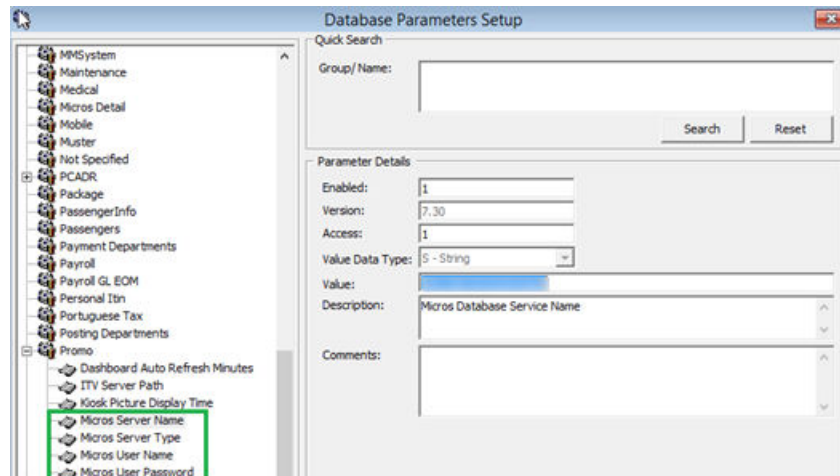 Database Parameters Setup
MMSystem
Maintenance
Medical
Micros Detail
Mobile
Muster
Not Specified
PCADR
Package
PassengerInfo
Passengers
Payment Departments
Payroll
Payroll GL EOM
Personal Itin
Portuguese Tax
Posting Departments
Promo
Dashboard Auto Refresh Minutes
ITV Server Path
Kiosk Picture Display Time
Micros Server Name
Micros Server Type
Micros User Name
Micros User Password
Quick Search
Group/Name:
Search Reset
Parameter Details
Enabled: 1
Version: 7.30
Access: 1
Value Data Type: S - String
Value:
Description: Micros Database Service Name
Comments: